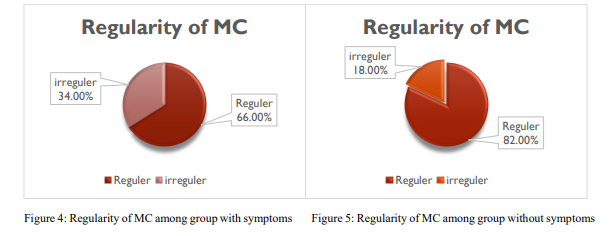 Regularity of MC
irreguler
34.00%
Reguler
66.00%
Reguler irreguler
Regularity of MC
irreguler
18.00%
Reguler
82.00%
Reguler irreguler
Figure 4: Regularity of MC among group with symptoms
Figure 5: Regularity of MC among group without symptoms